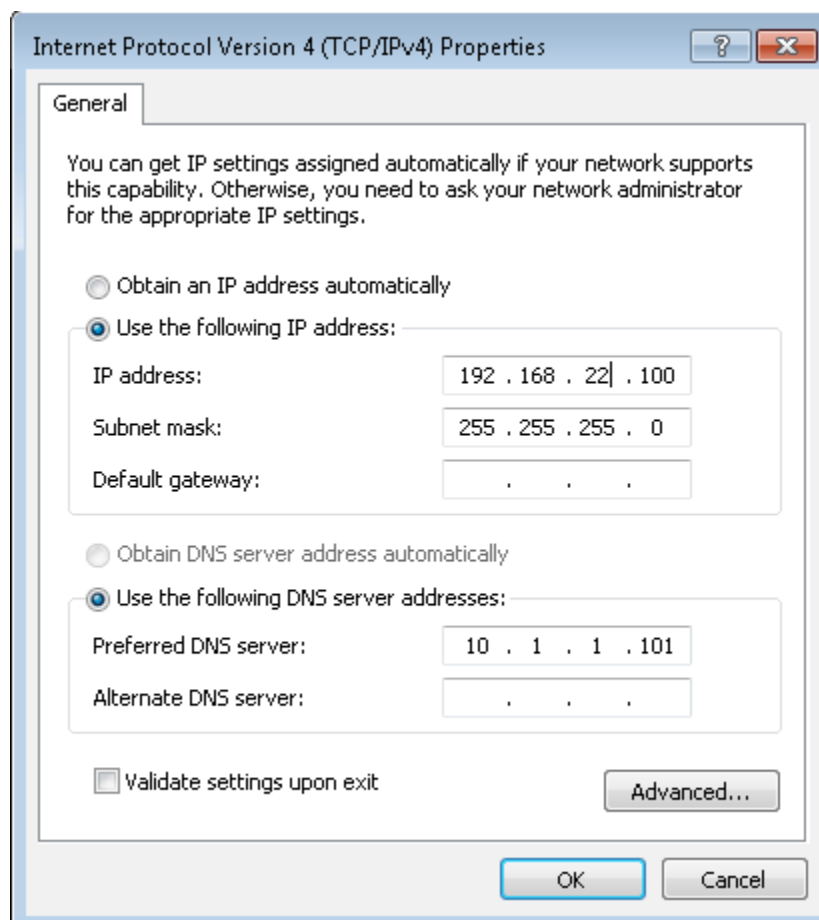 Internet Protocol Version 4 (TCP/IPv4) Properties
?
General
You can get IP settings assigned automatically if your network supports
this capability. Otherwise, you need to ask your network administrator
for the appropriate IP settings.
Obtain an IP address automatically
Use the following IP address:
IP address: 192 . 168 . 22 . 100
Subnet mask: 255 . 255 . 255 . 0
Default gateway: . . .
Obtain DNS server address automatically
Use the following DNS server addresses:
Preferred DNS server: 10 . 1 . 1 . 101
Alternate DNS server: . . .
Validate settings upon exit
Advanced...
OK Cancel